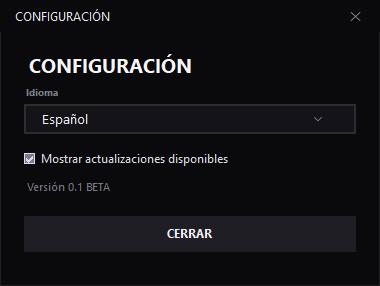 CONFIGURACIÓN
CONFIGURACIÓN
Idioma
Español
Mostrar actualizaciones disponibles
Versión 0.1 BETA
CERRAR